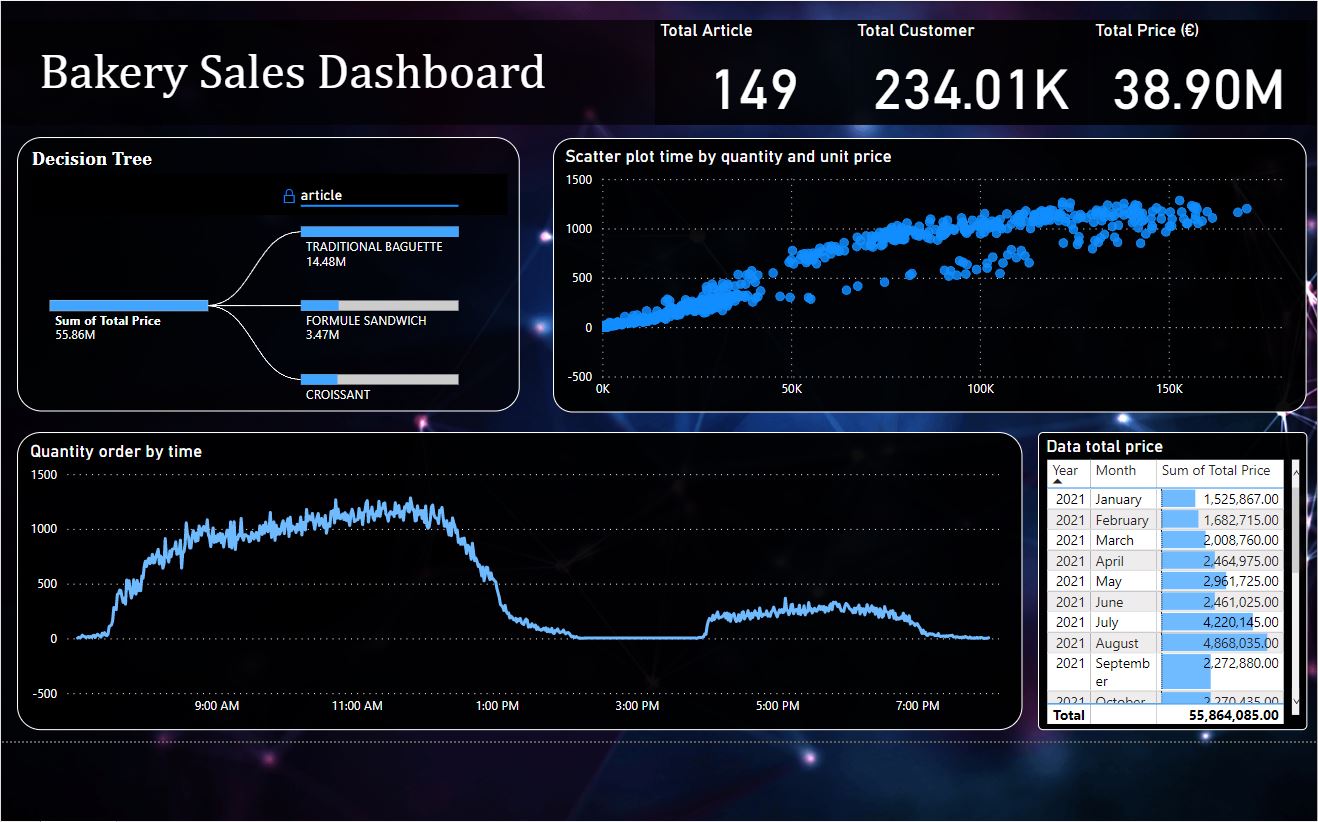 Bakery Sales Dashboard
Total Article
149
Total Customer
234.01K
Total Price (€)
38.90M
Decision Tree
article
Sum of Total Price
55.86M
TRADITIONAL BAGUETTE
14.48M
FORMULE SANDWICH
3.47M
CROISSANT
Scatter plot time by quantity and unit price
1500
1000
500
0
-500
0K 50K 100K 150K
Quantity order by time
1500
1000
500
0
-500
9:00 AM 11:00 AM 1:00 PM 3:00 PM 5:00 PM 7:00 PM
Data total price
Year Month Sum of Total Price
2021 January 1,525,867.00
2021 February 1,682,715.00
2021 March 2,008,760.00
2021 April 2,464,975.00
2021 May 2,961,725.00
2021 June 2,461,025.00
2021 July 4,220,145.00
2021 August 4,868,035.00
2021 Septemb 2,272,880.00
er
2021 October 2,270,435.00
Total 55,864,085.00